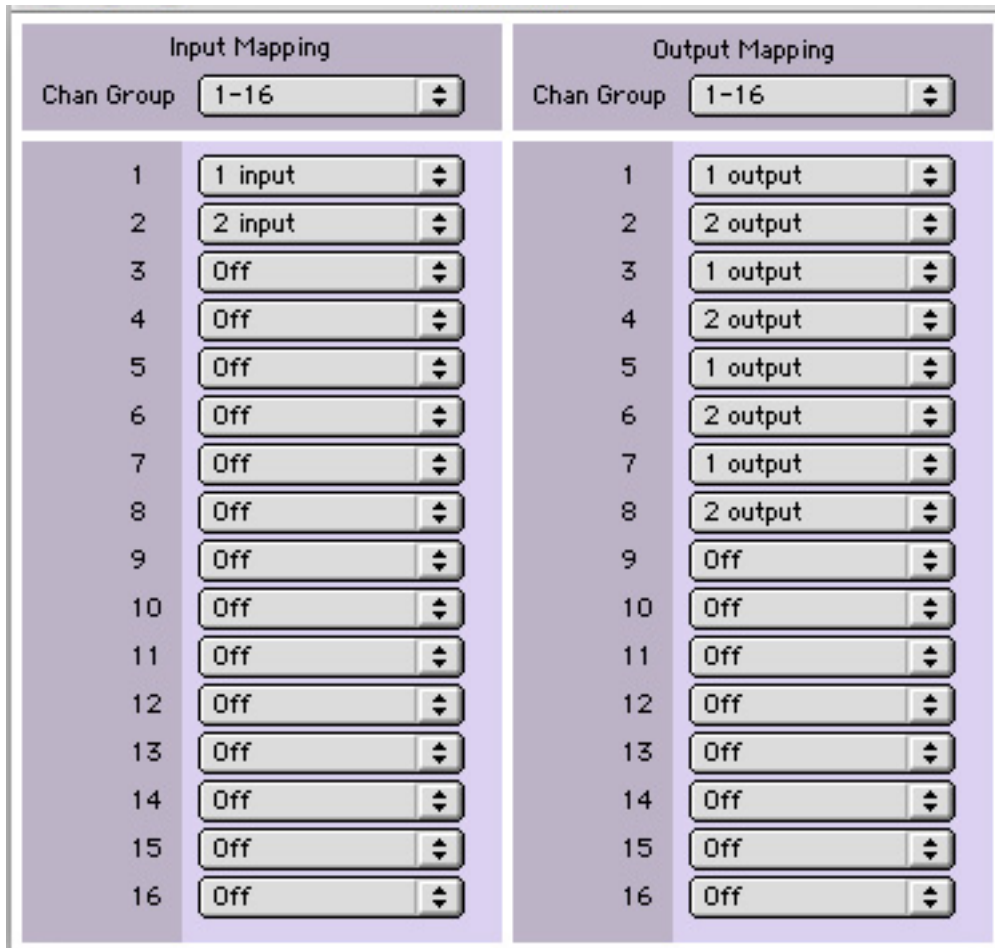 Input Mapping
Chan Group 1-16
1 1 input
2 2 input
3 Off
4 Off
5 Off
6 Off
7 Off
8 Off
9 Off
10 Off
11 Off
12 Off
13 Off
14 Off
15 Off
16 Off
Output Mapping
Chan Group 1-16
1 1 output
2 2 output
3 1 output
4 2 output
5 1 output
6 2 output
7 1 output
8 2 output
9 Off
10 Off
11 Off
12 Off
13 Off
14 Off
15 Off
16 Off